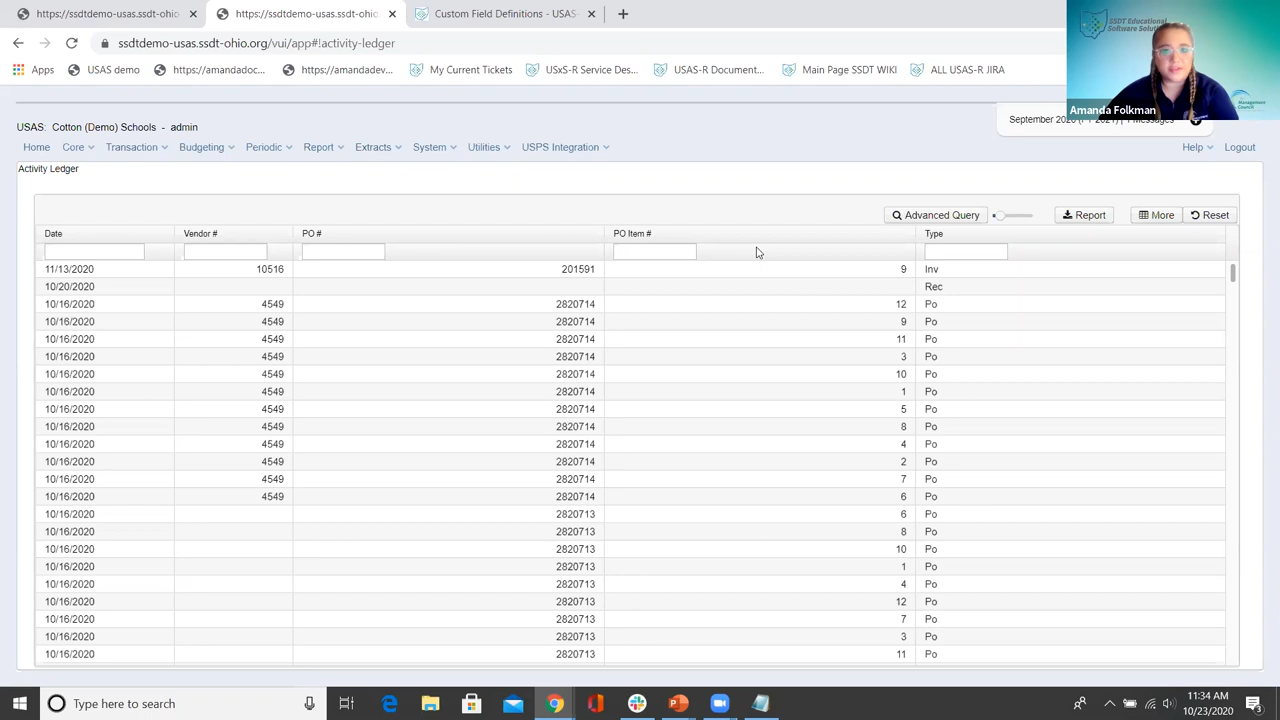 https://ssdtdemo-usas.ssdt-ohio. × https://ssdtdemo-usas.ssdt-ohio × Custom Field Definitions - USAS- × +
ssdtdemo-usas.ssdt-ohio.org/vui/app#!activity-ledger
Apps USAS demo https://amandadoc... https://amandadev... My Current Tickets USxS-R Service Des... USAS-R Document... Main Page SSDT WIKI ALL USAS-R JIRA
SSDT Educational
Software Solutions
Management
Council
Amanda Folkman
USAS: Cotton (Demo) Schools - admin
Home Core Transaction Budgeting Periodic Report Extracts System Utilities USPS Integration Help Logout
Activity Ledger
Advanced Query Report More Reset
Date Vendor # PO # PO Item # Type
11/13/2020 10516 201591 9 Inv
10/20/2020 Rec
10/16/2020 4549 2820714 12 Po
10/16/2020 4549 2820714 9 Po
10/16/2020 4549 2820714 11 Po
10/16/2020 4549 2820714 3 Po
10/16/2020 4549 2820714 10 Po
10/16/2020 4549 2820714 1 Po
10/16/2020 4549 2820714 5 Po
10/16/2020 4549 2820714 8 Po
10/16/2020 4549 2820714 4 Po
10/16/2020 4549 2820714 2 Po
10/16/2020 4549 2820714 7 Po
10/16/2020 4549 2820714 6 Po
10/16/2020 2820713 6 Po
10/16/2020 2820713 8 Po
10/16/2020 2820713 10 Po
10/16/2020 2820713 1 Po
10/16/2020 2820713 4 Po
10/16/2020 2820713 12 Po
10/16/2020 2820713 7 Po
10/16/2020 2820713 3 Po
10/16/2020 2820713 11 Po
Type here to search
11:34 AM
10/23/2020